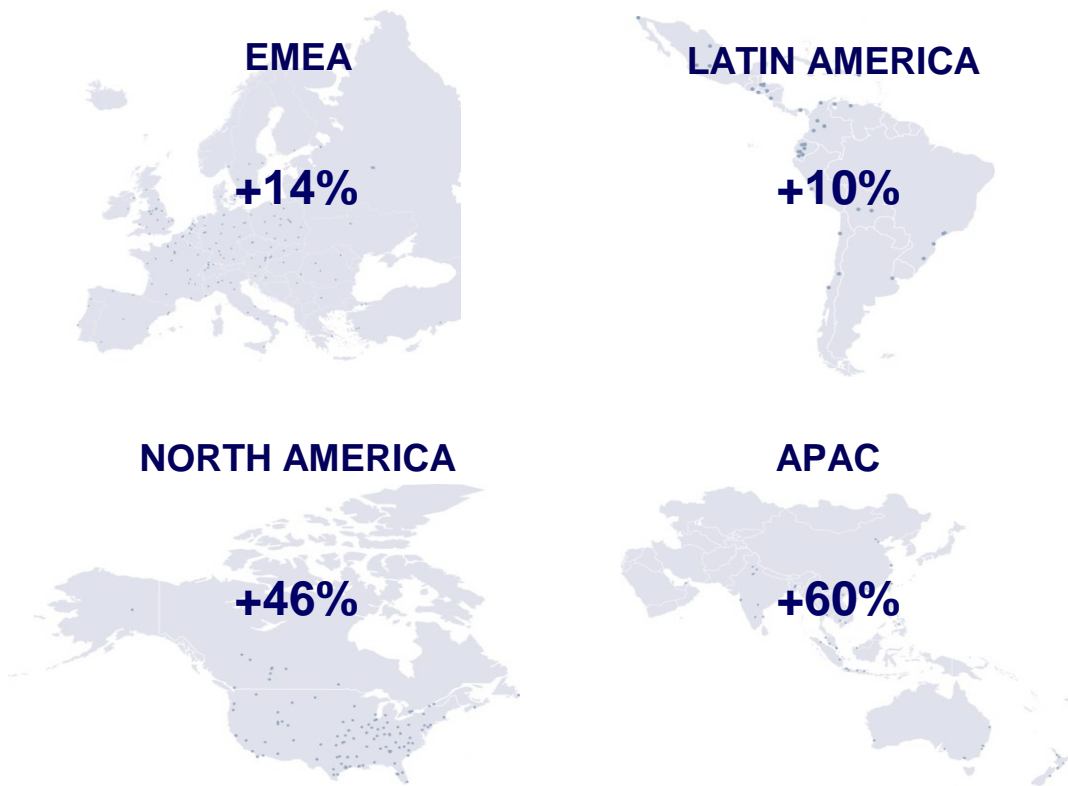 EMEA
+14%
LATIN AMERICA
+10%
NORTH AMERICA
+46%
APAC
+60%